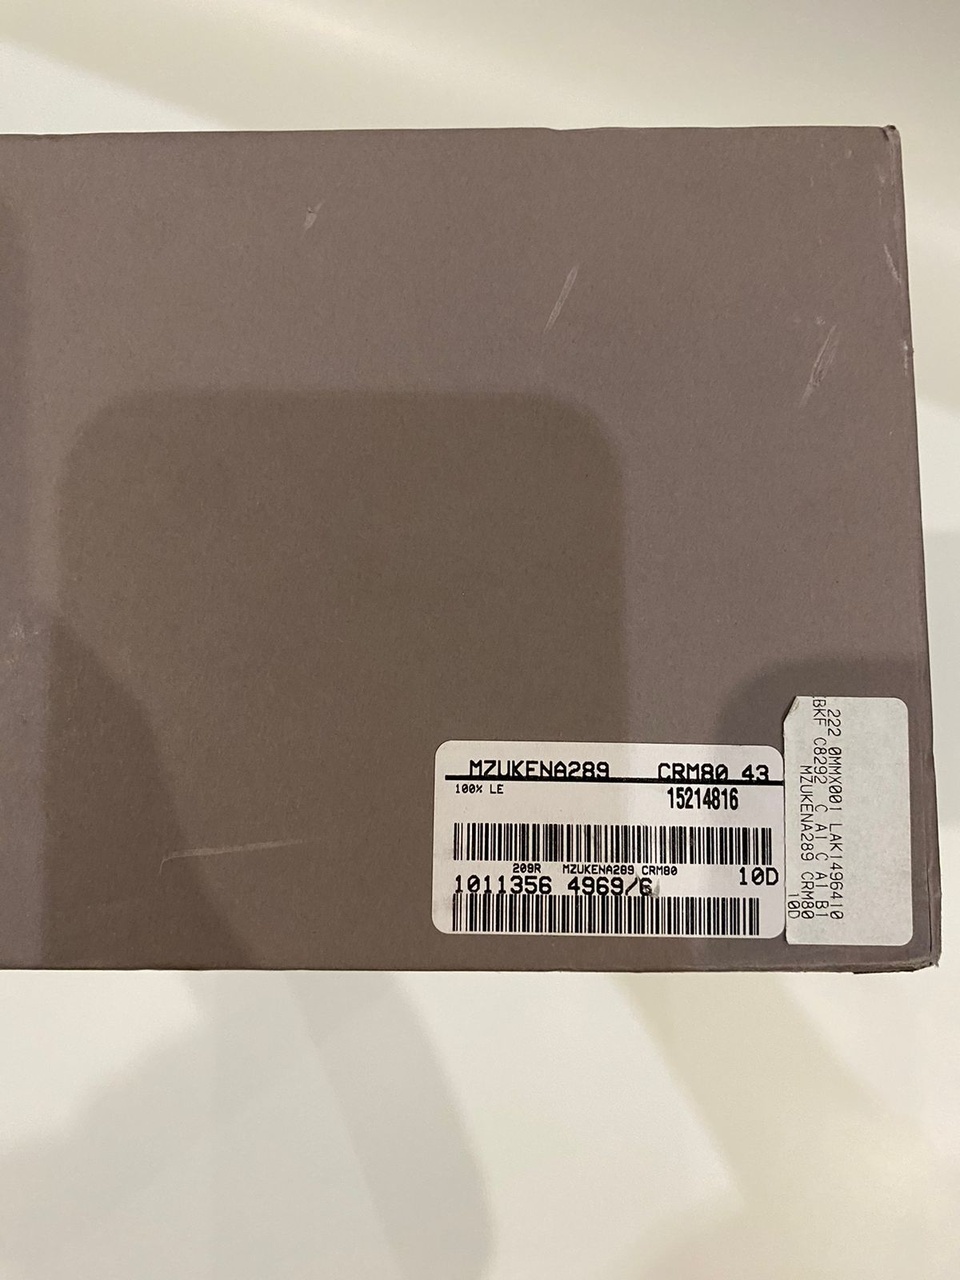 MZUKENA289 CRM80 43
100% LE
15214816
209R MZUKENA289 CRM80
1011356 4969/6 10D
222 0MMX001 LAK1496410
BKF C8292 C A1 C A1 B1
MZUKENA289 CRM80
10D